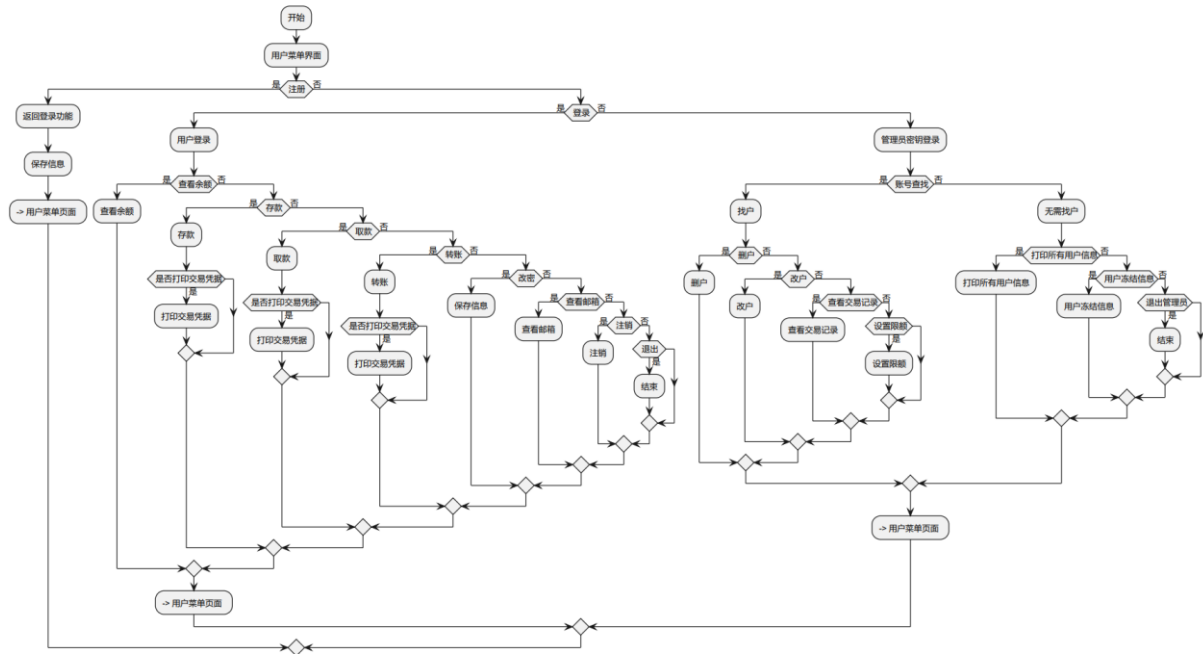 开始
用户菜单界面
是 注册 否
返回登录功能
是 登录 否
用户登录
管理员密钥登录
保存信息
是 查看余额 否
是 账号查找 否
-> 用户菜单页面
查看余额
是 存款 否
找户
无需找户
存款
是 取款 否
是 删户 否
是 打印所有用户信息 否
取款
是 转账 否
是否打印交易凭据
是
转账
是 改密 否
删户
是 改户 否
打印所有用户信息
是 用户冻结信息 否
打印交易凭据
是否打印交易凭据
是
保存信息
是 查看邮箱 否
改户
是 查看交易记录 否
用户冻结信息
退出管理员
是
打印交易凭据
是否打印交易凭据
是
查看邮箱
是 注销 否
查看交易记录
设置限额
是
结束
打印交易凭据
注销
退出
是
设置限额
结束
-> 用户菜单页面
-> 用户菜单页面